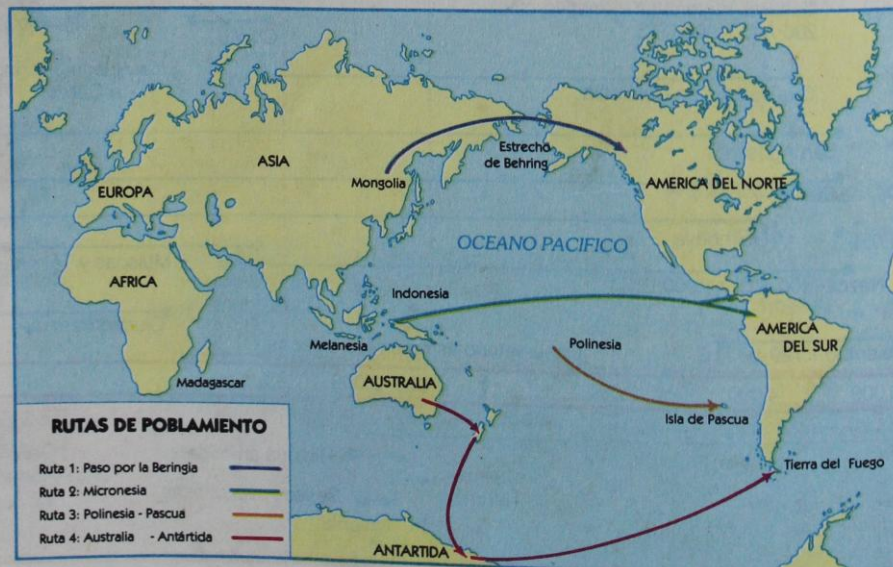 ASIA
EUROPA
Mongolia
Estrecho
de Behring
AMERICA DEL NORTE
OCEANO PACIFICO
AFRICA
Indonesia
Melanesia
Polinesia
AMERICA
DEL SUR
Madagascar
AUSTRALIA
Isla de Pascua
Tierra del Fuego
ANTARTIDA
RUTAS DE POBLAMIENTO
Ruta 1: Paso por la Beringia
Ruta 2: Micronesia
Ruta 3: Polinesia - Pascua
Ruta 4: Australia - Antártida